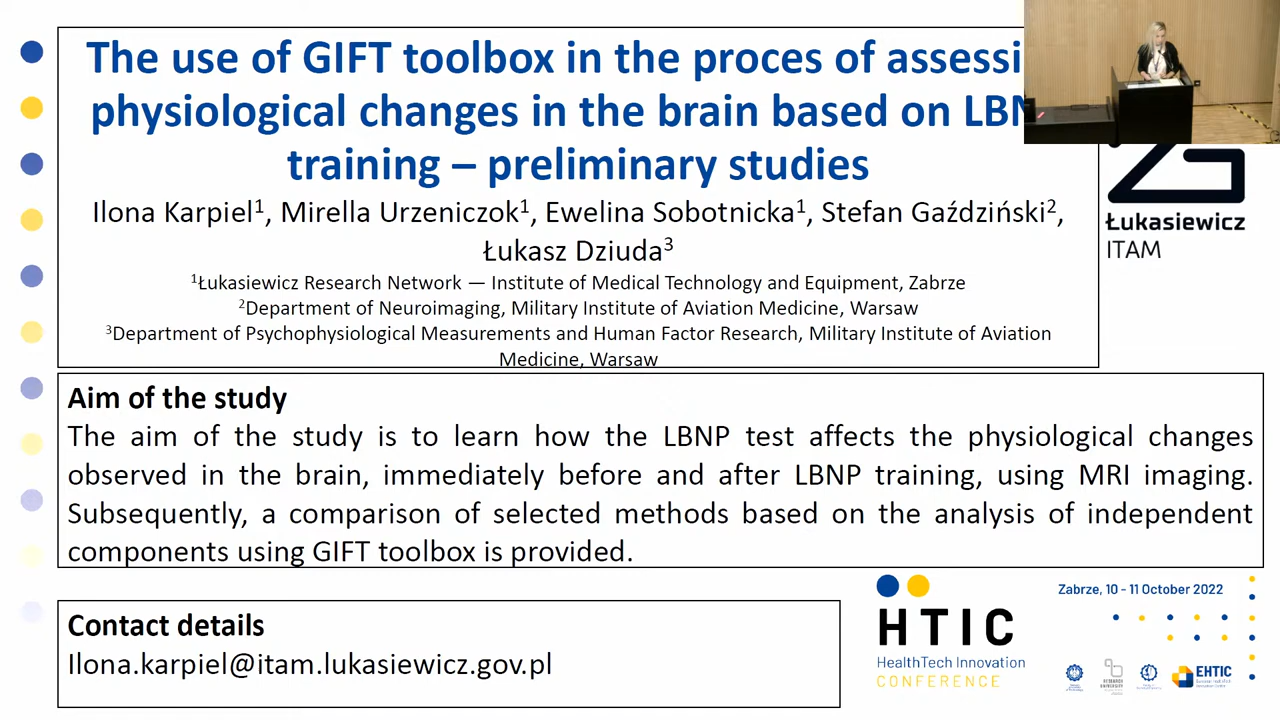 The use of GIFT toolbox in the proces of assessi
physiological changes in the brain based on LBN
training – preliminary studies
Ilona Karpiel¹, Mirella Urzeniczok¹, Ewelina Sobotnicka¹, Stefan Gaździński²,
Łukasz Dziuda³
¹Łukasiewicz Research Network — Institute of Medical Technology and Equipment, Zabrze
²Department of Neuroimaging, Military Institute of Aviation Medicine, Warsaw
³Department of Psychophysiological Measurements and Human Factor Research, Military Institute of Aviation
Medicine, Warsaw
Łukasiewicz
ITAM
Aim of the study
The aim of the study is to learn how the LBNP test affects the physiological changes
observed in the brain, immediately before and after LBNP training, using MRI imaging.
Subsequently, a comparison of selected methods based on the analysis of independent
components using GIFT toolbox is provided.
Contact details
Ilona.karpiel@itam.lukasiewicz.gov.pl
Zabrze, 10 - 11 October 2022
HTIC
HealthTech Innovation
CONFERENCE
EHTIC